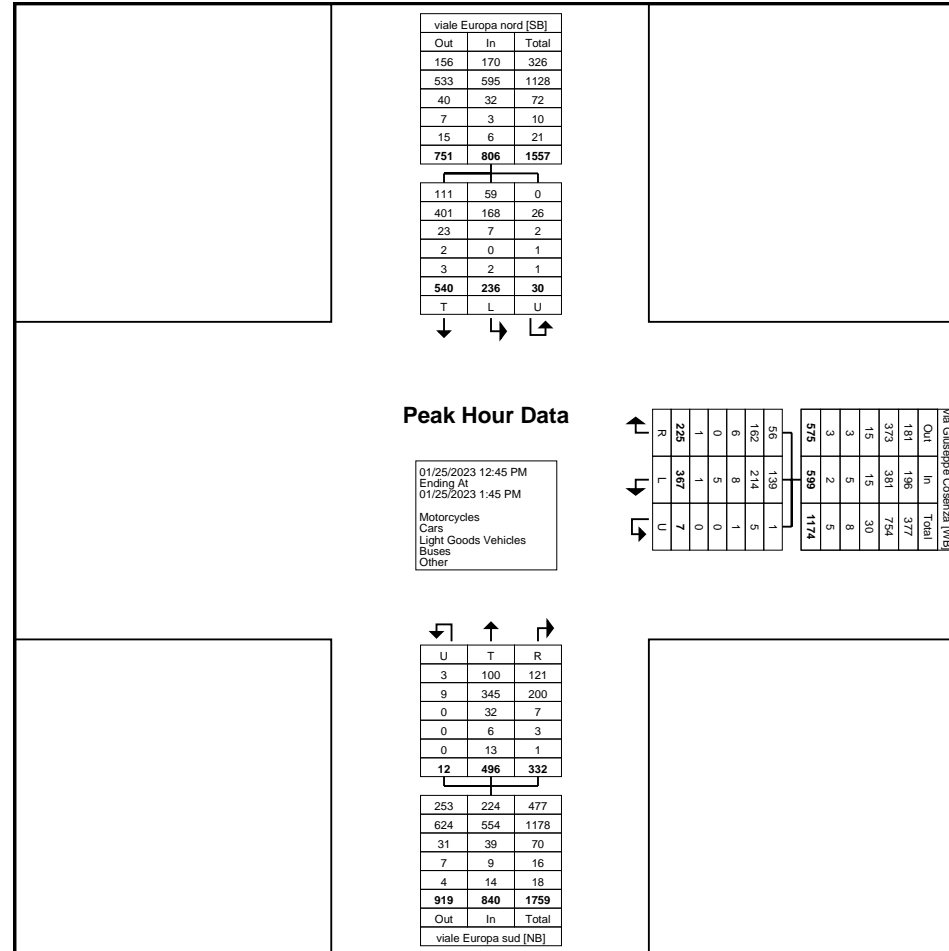 viale Europa nord [SB]
Out In Total
156 170 326
533 595 1128
40 32 72
7 3 10
15 6 21
751 806 1557
111 59 0
401 168 26
23 7 2
2 0 1
3 2 1
540 236 30
T L U
Peak Hour Data
01/25/2023 12:45 PM
Ending At
01/25/2023 1:45 PM
Motorcycles
Cars
Light Goods Vehicles
Buses
Other
via Giuseppe Cosenza [WB]
Out In Total
181 196 377
373 381 754
15 15 30
3 5 8
3 2 5
575 599 1174
56 139 1
162 214 5
6 8 1
0 5 0
1 1 0
225 367 7
R L U
U T R
3 100 121
9 345 200
0 32 7
0 6 3
0 13 1
12 496 332
253 224 477
624 554 1178
31 39 70
7 9 16
4 14 18
919 840 1759
Out In Total
viale Europa sud [NB]